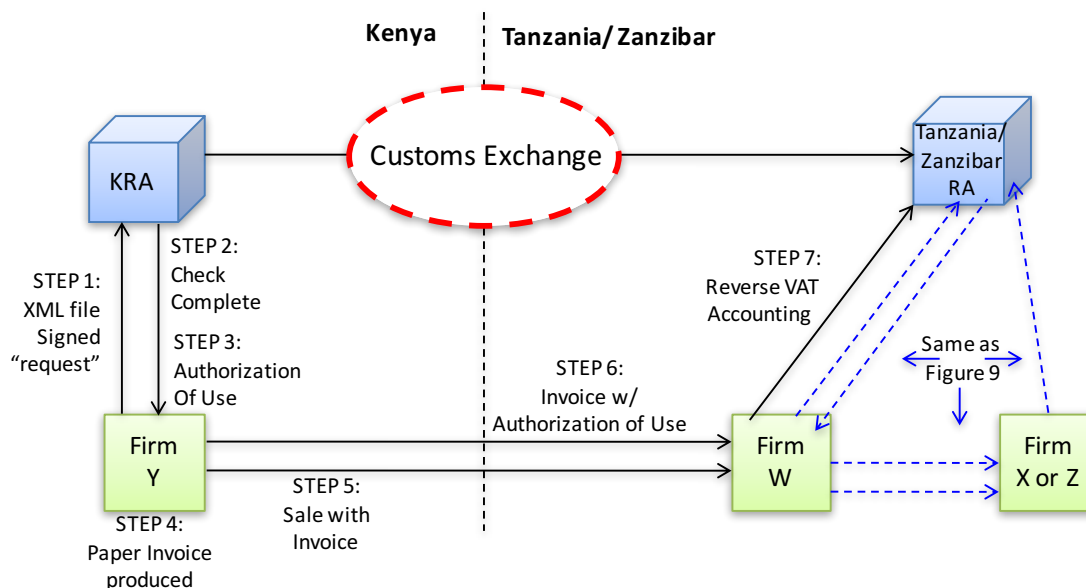 Kenya
Tanzania/ Zanzibar
Customs Exchange
KRA
Tanzania/
Zanzibar
RA
STEP 1:
XML file
Signed
“request”
STEP 2:
Check
Complete
STEP 3:
Authorization
Of Use
STEP 7:
Reverse VAT
Accounting
Same as
Figure 9
STEP 6:
Invoice w/
Authorization of Use
Firm
Y
Firm
W
Firm
X or Z
STEP 5:
Sale with
Invoice
STEP 4:
Paper Invoice
produced